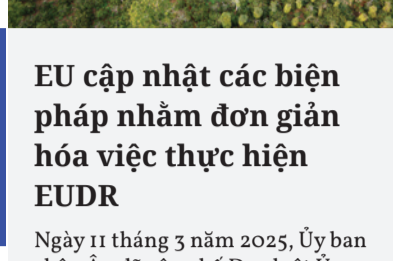 EU cập nhật các biện
pháp nhằm đơn giản
hóa việc thực hiện
EUDR
Ngày 11 tháng 3 năm 2025, Ủy ban